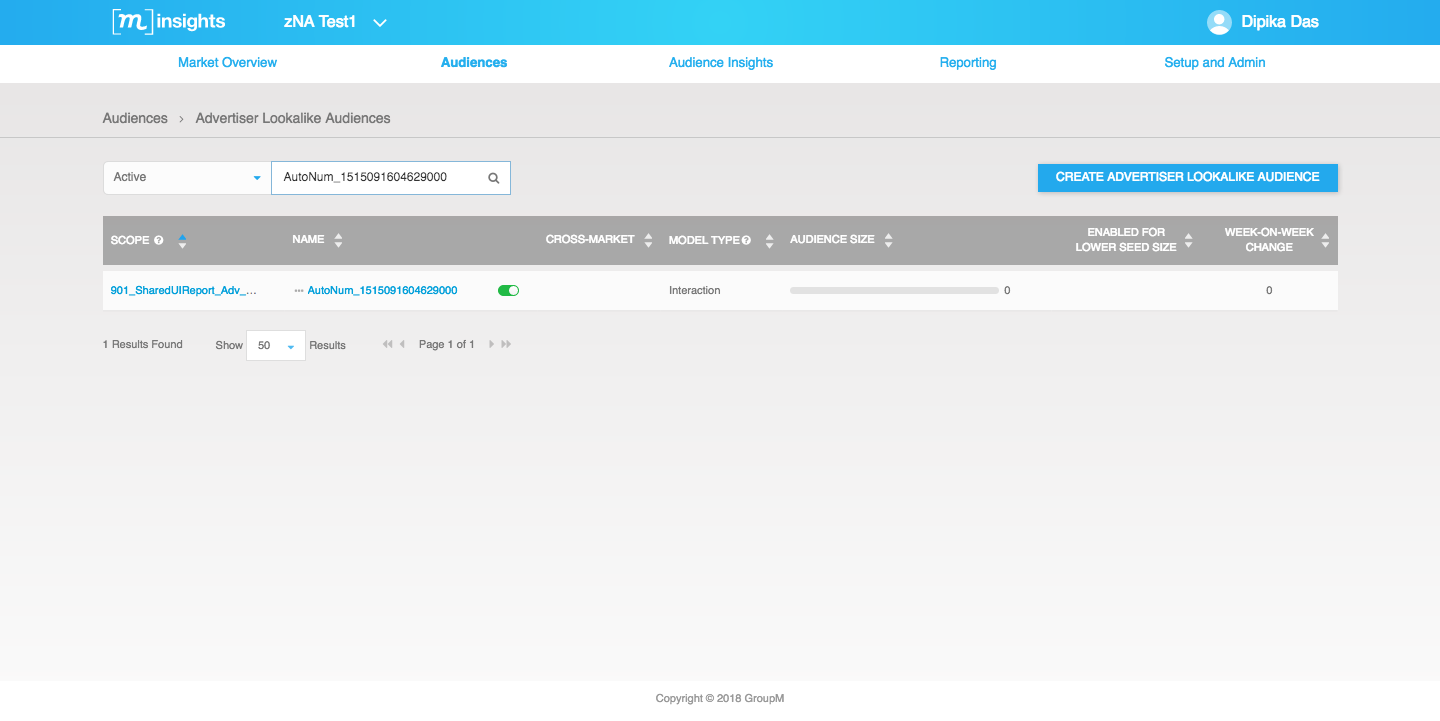 [m] insights zNA Test1 Dipika Das
Market Overview Audiences Audience Insights Reporting Setup and Admin
Audiences > Advertiser Lookalike Audiences
Active AutoNum_1515091604629000 CREATE ADVERTISER LOOKALIKE AUDIENCE
SCOPE ? NAME CROSS-MARKET MODEL TYPE ? AUDIENCE SIZE ENABLED FOR LOWER SEED SIZE WEEK-ON-WEEK CHANGE
901_SharedUIReport_Adv_... ••• AutoNum_1515091604629000 Interaction 0 0
1 Results Found Show 50 Results Page 1 of 1
Copyright © 2018 GroupM